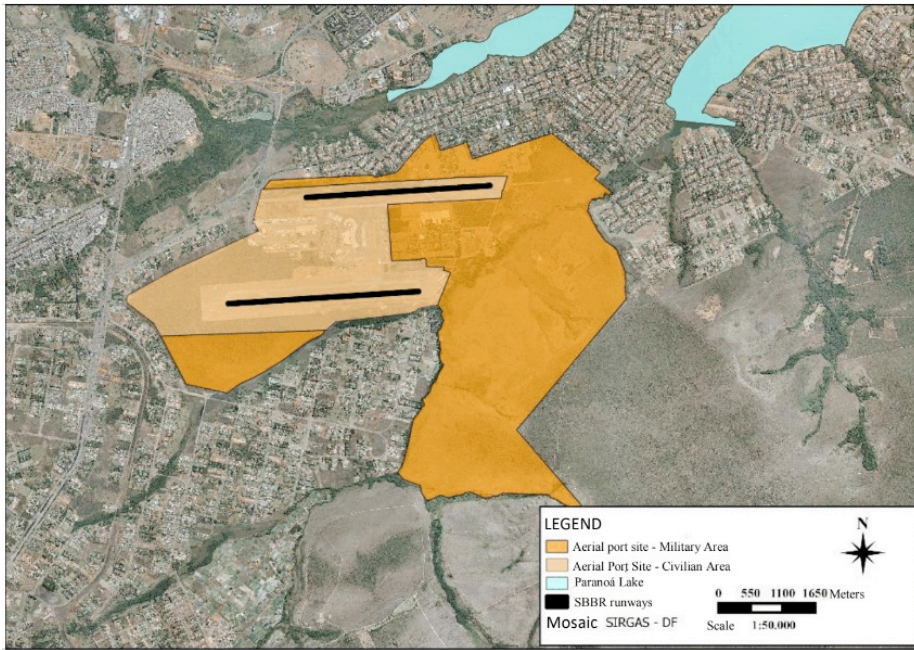 LEGEND
Aerial port site - Military Area
Aerial Port Site - Civilian Area
Paranoá Lake
SBBR runways
Mosaic SIRGAS - DF
N
0 550 1100 1650 Meters
Scale 1:50.000